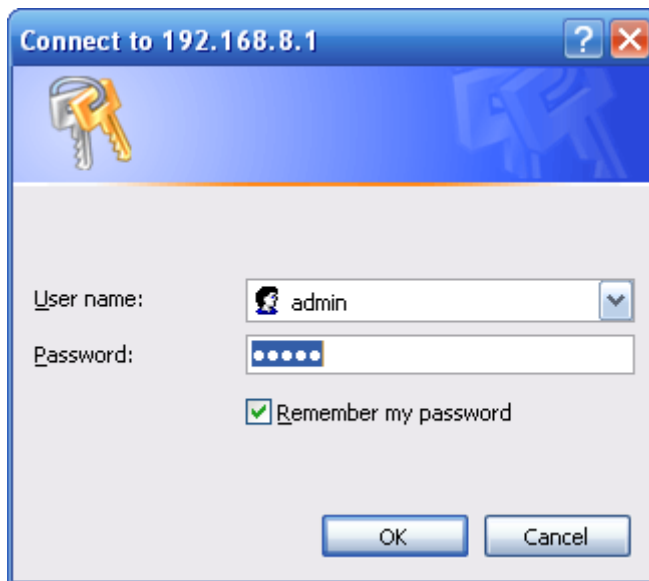 Connect to 192.168.8.1
User name:
admin
Password:
●●●●●
Remember my password
OK
Cancel